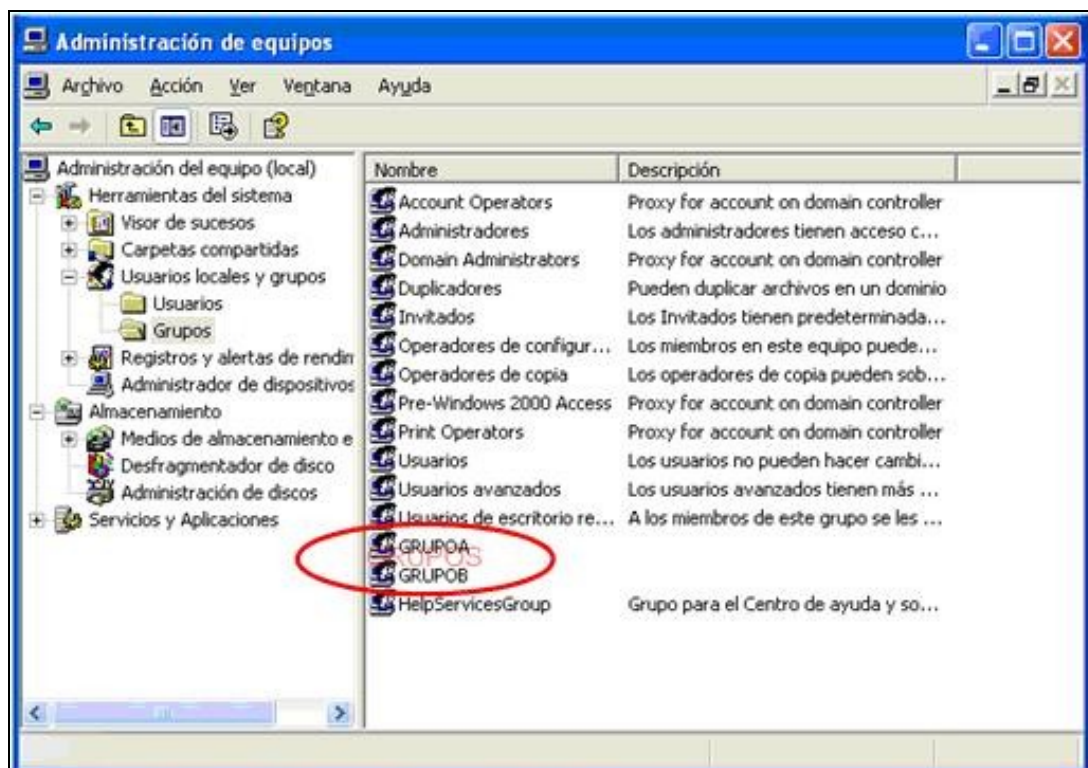 Administración de equipos
Archivo Acción Ver Ventana Ayuda
Administración del equipo (local)
Herramientas del sistema
Visor de sucesos
Carpetas compartidas
Usuarios locales y grupos
Usuarios
Grupos
Registros y alertas de rendim
Administrador de dispositivos
Almacenamiento
Medios de almacenamiento e
Desfragmentador de disco
Administración de discos
Servicios y Aplicaciones
Nombre Descripción
Account Operators Proxy for account on domain controller
Administradores Los administradores tienen acceso c...
Domain Administrators Proxy for account on domain controller
Duplicadores Pueden duplicar archivos en un dominio
Invitados Los Invitados tienen predeterminada...
Operadores de configur... Los miembros en este equipo puede...
Operadores de copia Los operadores de copia pueden sob...
Pre-Windows 2000 Access Proxy for account on domain controller
Print Operators Proxy for account on domain controller
Usuarios Los usuarios no pueden hacer cambi...
Usuarios avanzados Los usuarios avanzados tienen más ...
Usuarios de escritorio re... A los miembros de este grupo se les ...
GRUPOA
GRUPOS
GRUPOB
HelpServicesGroup Grupo para el Centro de ayuda y so...